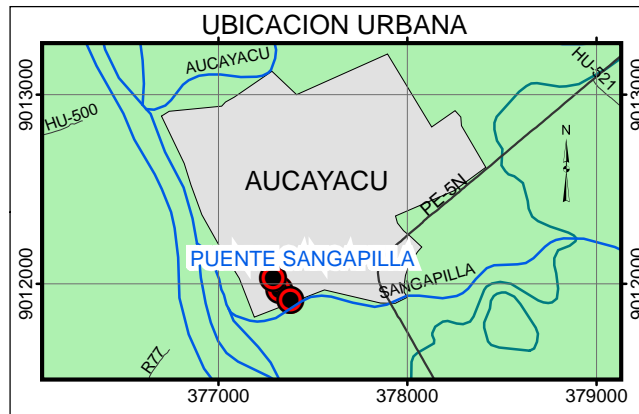 UBICACION URBANA
AUCAYACU
HU-521
9013000
9013000
HU-500
N
AUCAYACU
PE-5N
PUENTE SANGAPILLA
SANGAPILLA
9012000
9012000
R77
377000
378000
379000